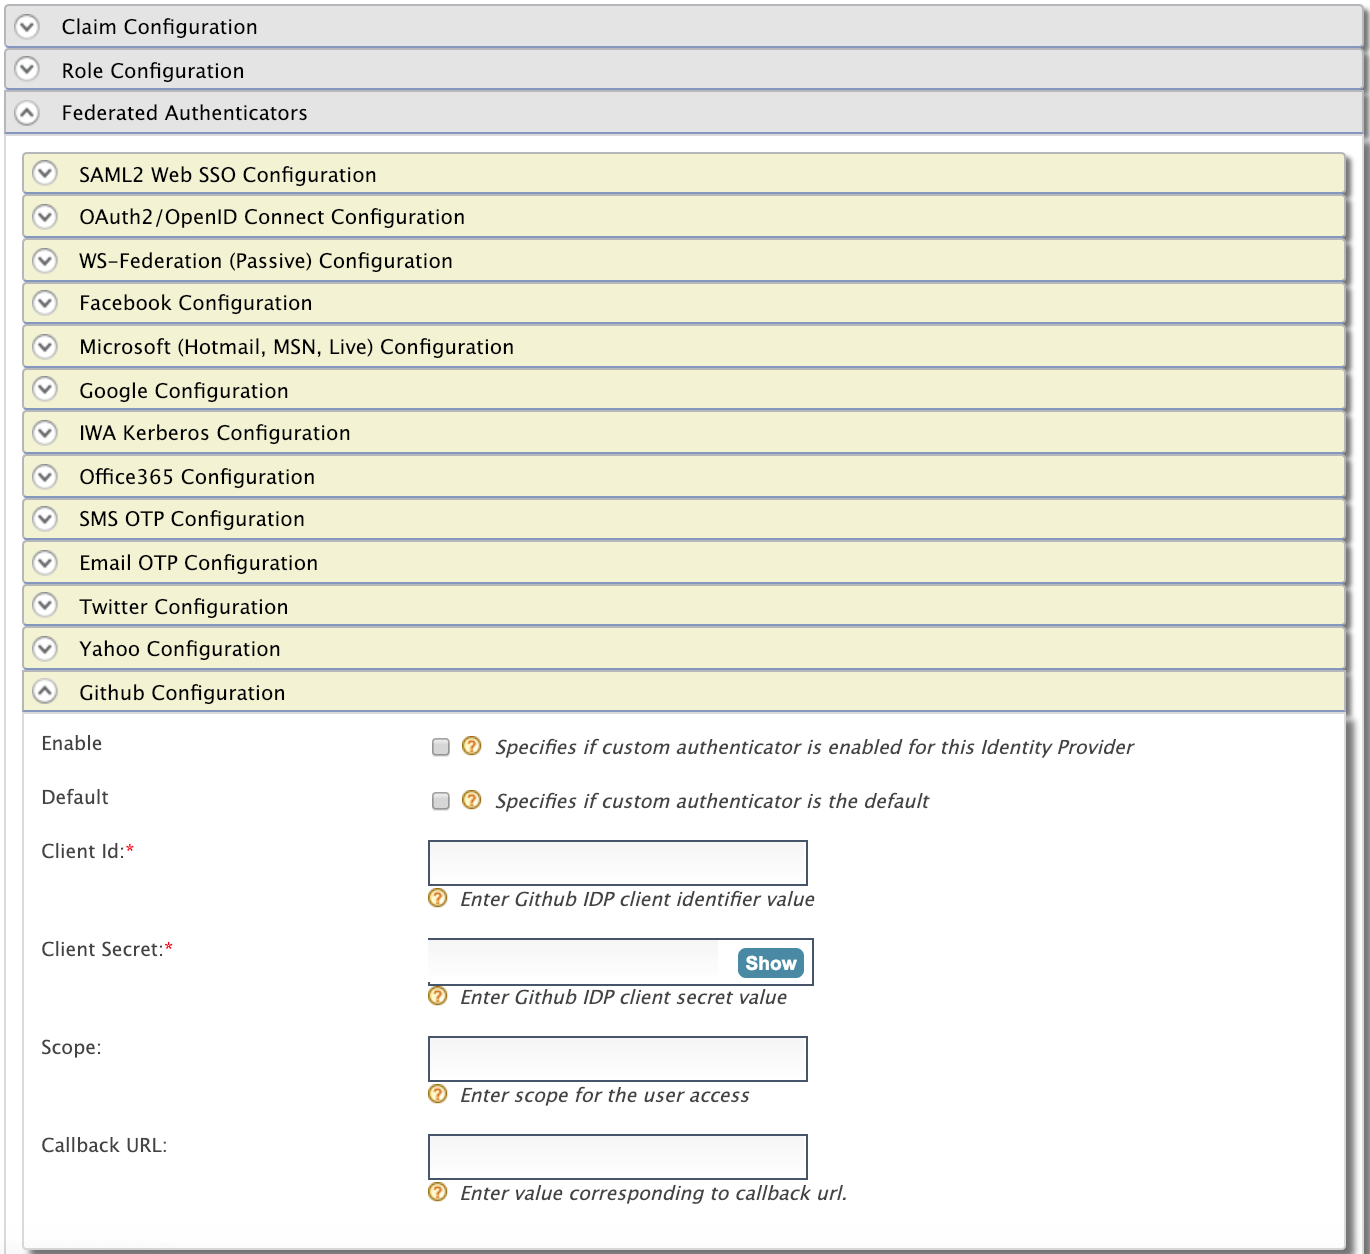 Claim Configuration
Role Configuration
Federated Authenticators
SAML2 Web SSO Configuration
OAuth2/OpenID Connect Configuration
WS-Federation (Passive) Configuration
Facebook Configuration
Microsoft (Hotmail, MSN, Live) Configuration
Google Configuration
IWA Kerberos Configuration
Office365 Configuration
SMS OTP Configuration
Email OTP Configuration
Twitter Configuration
Yahoo Configuration
Github Configuration
Enable ? Specifies if custom authenticator is enabled for this Identity Provider
Default ? Specifies if custom authenticator is the default
Client Id:*
? Enter Github IDP client identifier value
Client Secret:* Show
? Enter Github IDP client secret value
Scope:
? Enter scope for the user access
Callback URL:
? Enter value corresponding to callback url.